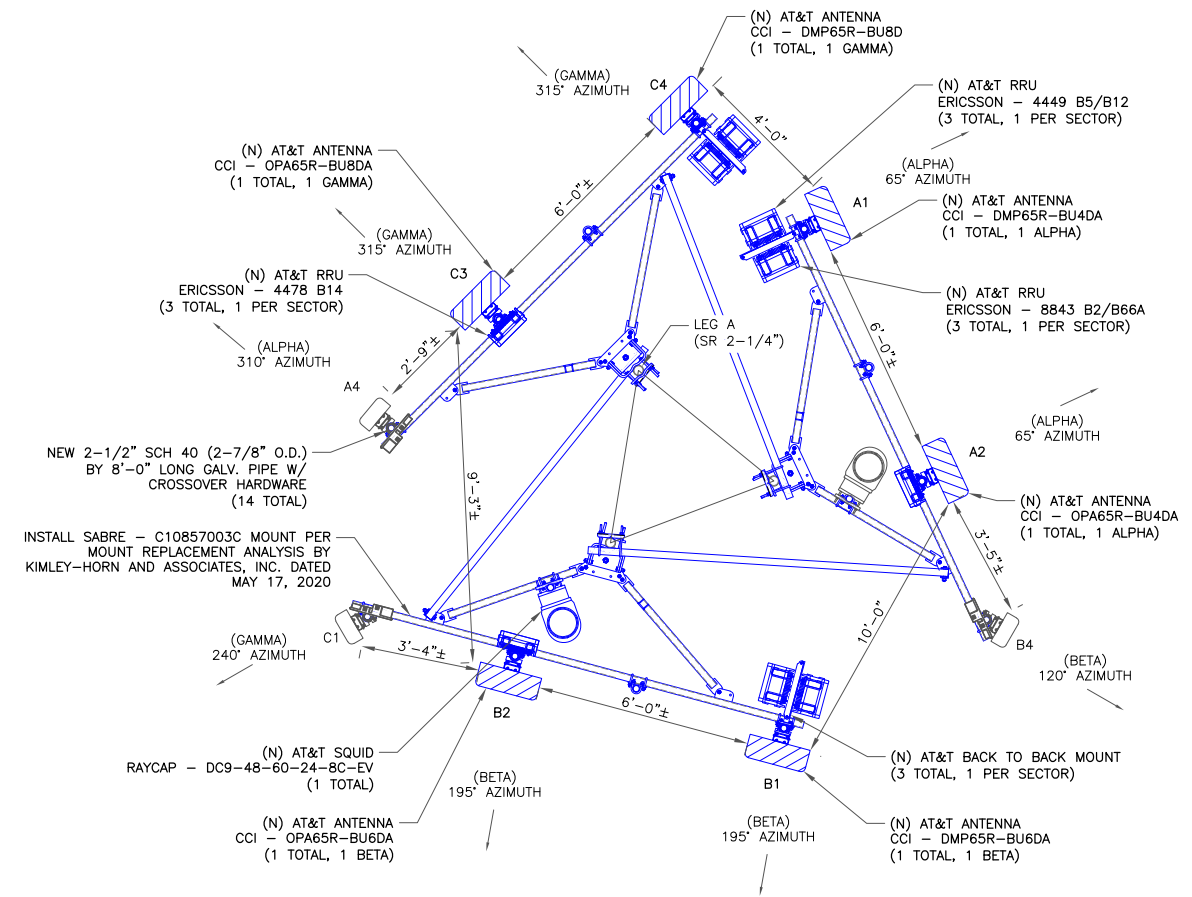 (N) AT&T ANTENNA
CCI - DMP65R-BU8D
(1 TOTAL, 1 GAMMA)
(GAMMA)
315° AZIMUTH
C4
(N) AT&T RRU
ERICSSON - 4449 B5/B12
(3 TOTAL, 1 PER SECTOR)
4'-0"
(N) AT&T ANTENNA
CCI - OPA65R-BU8DA
(1 TOTAL, 1 GAMMA)
(ALPHA)
65° AZIMUTH
6'-0"±
A1
(N) AT&T ANTENNA
CCI - DMP65R-BU4DA
(1 TOTAL, 1 ALPHA)
(GAMMA)
315° AZIMUTH
C3
(N) AT&T RRU
ERICSSON - 4478 B14
(3 TOTAL, 1 PER SECTOR)
(N) AT&T RRU
ERICSSON - 8843 B2/B66A
(3 TOTAL, 1 PER SECTOR)
LEG A
(SR 2-1/4")
6'-0"±
(ALPHA)
310° AZIMUTH
2'-9"±
A4
(ALPHA)
65° AZIMUTH
NEW 2-1/2" SCH 40 (2-7/8" O.D.)
BY 8'-0" LONG GALV. PIPE W/
CROSSOVER HARDWARE
(14 TOTAL)
A2
9'-3"±
(N) AT&T ANTENNA
CCI - OPA65R-BU4DA
(1 TOTAL, 1 ALPHA)
INSTALL SABRE - C10857003C MOUNT PER
MOUNT REPLACEMENT ANALYSIS BY
KIMLEY-HORN AND ASSOCIATES, INC. DATED
MAY 17, 2020
3'-5"±
10'-0"
C1
(GAMMA)
240° AZIMUTH
3'-4"±
B4
(BETA)
120° AZIMUTH
B2
6'-0"±
(N) AT&T SQUID
RAYCAP - DC9-48-60-24-8C-EV
(1 TOTAL)
(BETA)
195° AZIMUTH
B1
(N) AT&T BACK TO BACK MOUNT
(3 TOTAL, 1 PER SECTOR)
(N) AT&T ANTENNA
CCI - OPA65R-BU6DA
(1 TOTAL, 1 BETA)
(BETA)
195° AZIMUTH
(N) AT&T ANTENNA
CCI - DMP65R-BU6DA
(1 TOTAL, 1 BETA)